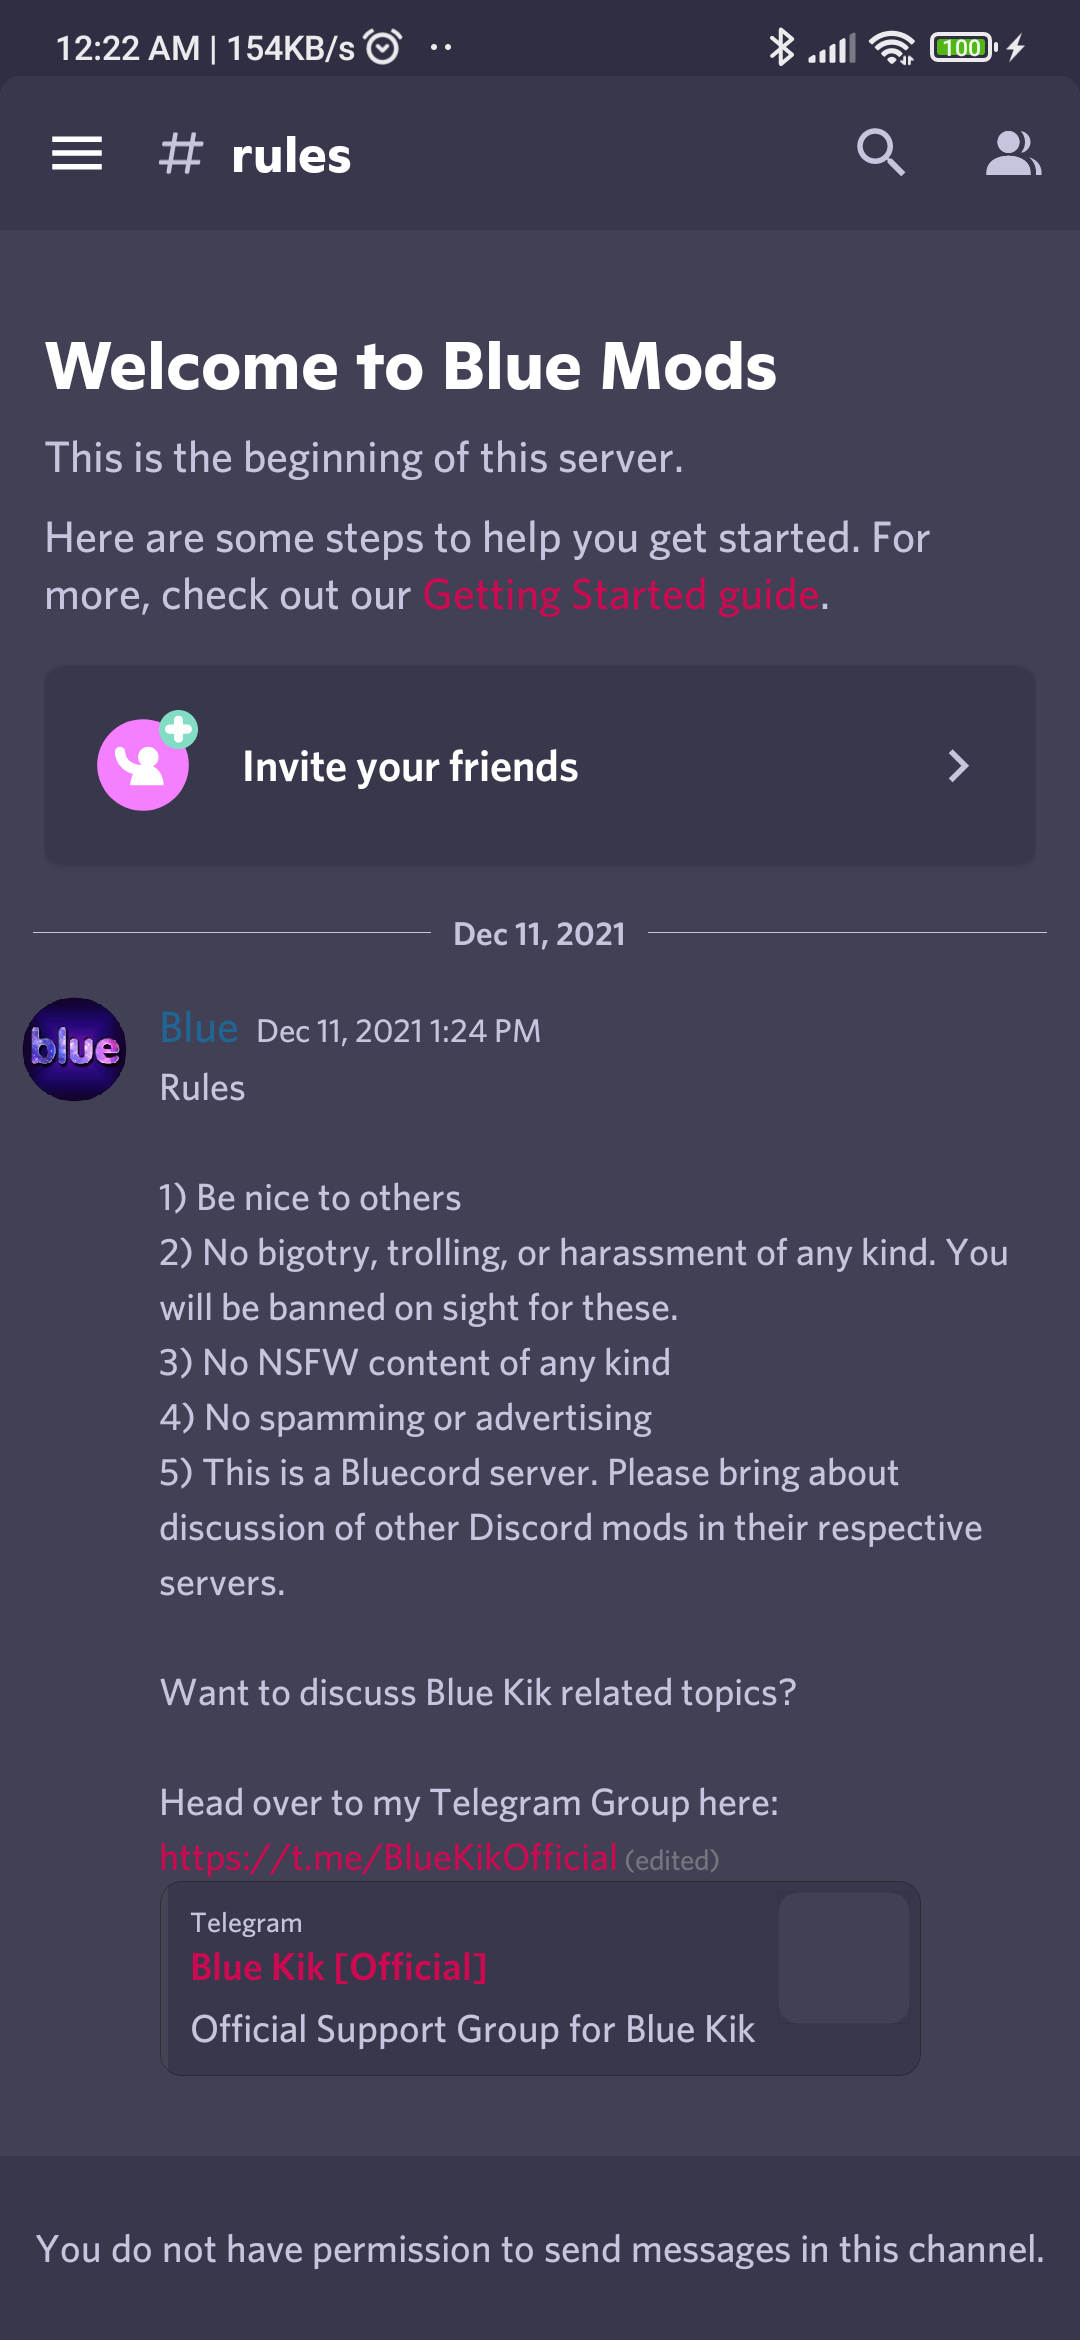 12:22 AM | 154KB/s
100
# rules
Welcome to Blue Mods
This is the beginning of this server.
Here are some steps to help you get started. For
more, check out our Getting Started guide.
Invite your friends
Dec 11, 2021
blue
Blue Dec 11, 2021 1:24 PM
Rules
1) Be nice to others
2) No bigotry, trolling, or harassment of any kind. You
will be banned on sight for these.
3) No NSFW content of any kind
4) No spamming or advertising
5) This is a Bluecord server. Please bring about
discussion of other Discord mods in their respective
servers.
Want to discuss Blue Kik related topics?
Head over to my Telegram Group here:
https://t.me/BlueKikOfficial (edited)
Telegram
Blue Kik [Official]
Official Support Group for Blue Kik
You do not have permission to send messages in this channel.